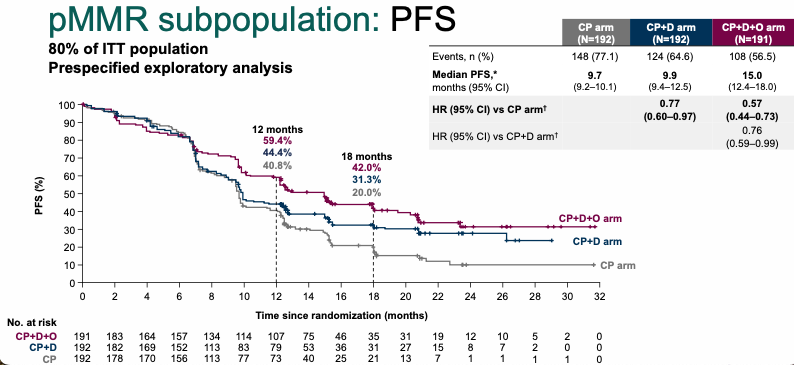 pMMR subpopulation: PFS
80% of ITT population
Prespecified exploratory analysis
CP arm (N=192) CP+D arm (N=192) CP+D+O arm (N=191)
Events, n (%) 148 (77.1) 124 (64.6) 108 (56.5)
Median PFS,* months (95% CI) 9.7 (9.2–10.1) 9.9 (9.4–12.5) 15.0 (12.4–18.0)
HR (95% CI) vs CP arm† 0.77 (0.60–0.97) 0.57 (0.44–0.73)
HR (95% CI) vs CP+D arm† 0.76 (0.59–0.99)
PFS (%)
100
90
80
70
60
50
40
30
20
10
0
12 months
59.4%
44.4%
40.8%
18 months
42.0%
31.3%
20.0%
CP+D+O arm
CP+D arm
CP arm
0 2 4 6 8 10 12 14 16 18 20 22 24 26 28 30 32
Time since randomization (months)
No. at risk
CP+D+O 191 183 164 157 134 114 107 75 46 35 31 19 12 10 5 2 0
CP+D 192 182 169 152 113 83 79 53 36 31 27 15 8 7 2 0 0
CP 192 178 170 156 113 77 73 40 25 21 13 7 1 1 1 1 0